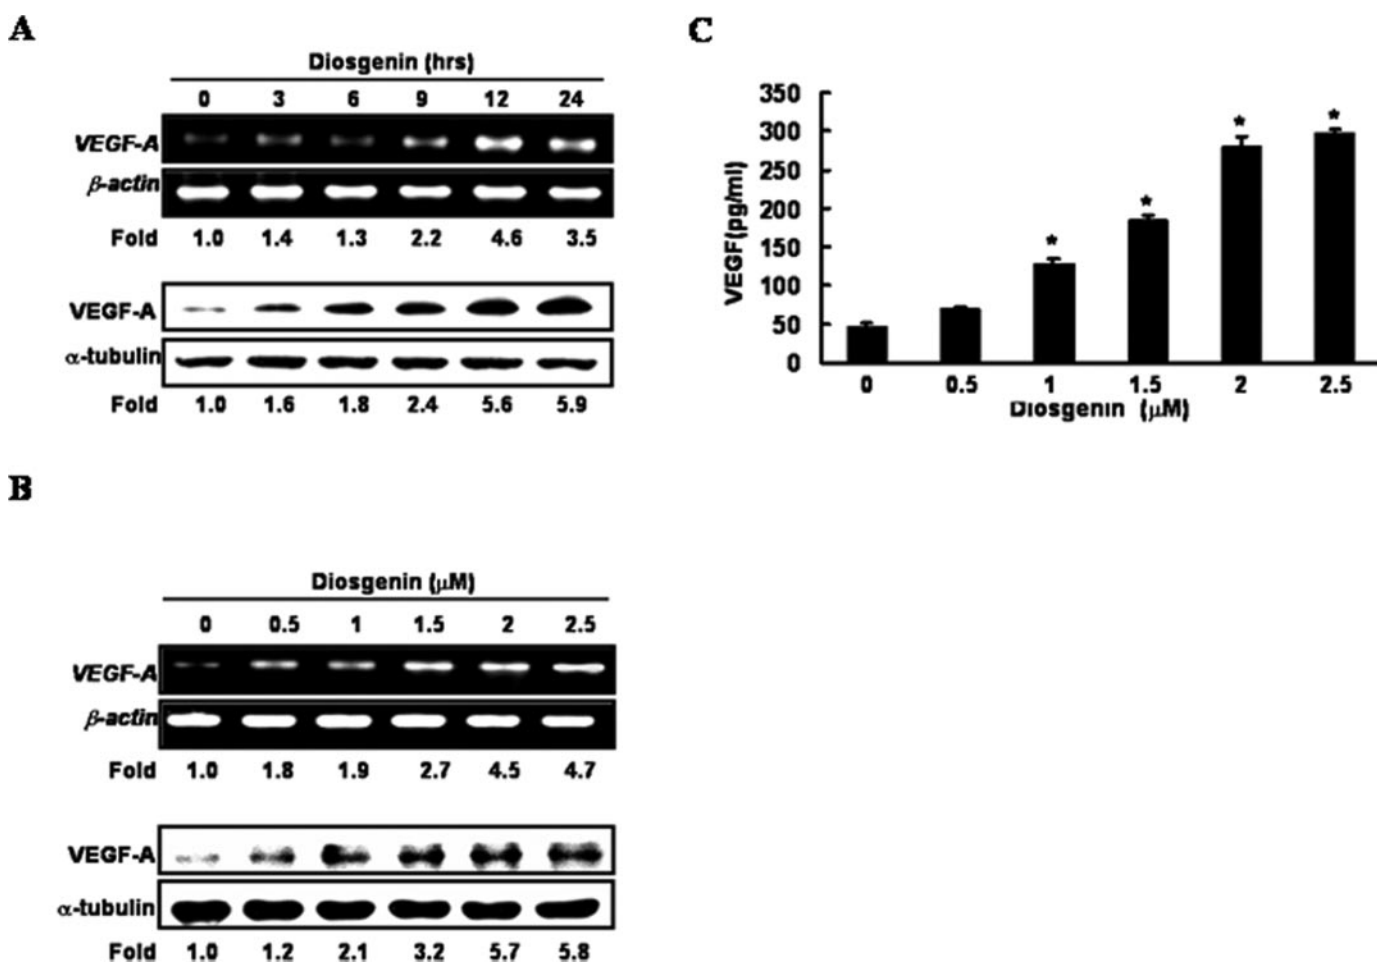 A
Diosgenin (hrs)
0 3 6 9 12 24
VEGF-A
β-actin
Fold 1.0 1.4 1.3 2.2 4.6 3.5
VEGF-A
α-tubulin
Fold 1.0 1.6 1.8 2.4 5.6 5.9
B
Diosgenin (μM)
0 0.5 1 1.5 2 2.5
VEGF-A
β-actin
Fold 1.0 1.8 1.9 2.7 4.5 4.7
VEGF-A
α-tubulin
Fold 1.0 1.2 2.1 3.2 5.7 5.8
C
VEGF(pg/ml)
350
300
250
200
150
100
50
0
* * * *
0 0.5 1 1.5 2 2.5
Diosgenin (μM)